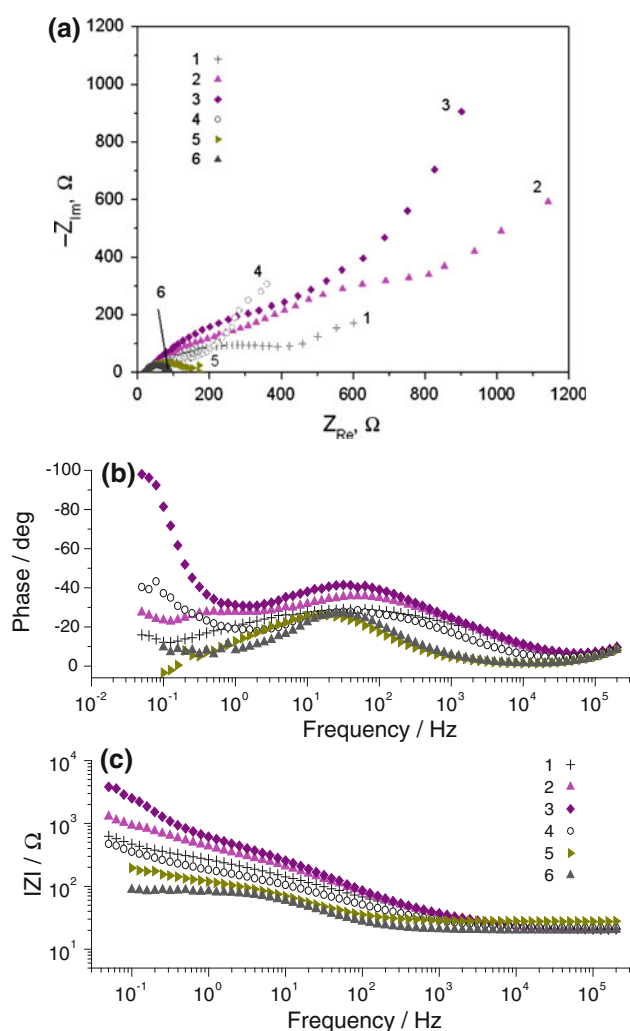 (a)
1200
1000
800
600
400
200
0
–Z_Im, Ω
1
2
3
4
5
6
3
2
4
1
6
5
0 200 400 600 800 1000 1200
Z_Re, Ω
(b)
-100
-80
-60
-40
-20
0
Phase / deg
10^-2 10^-1 10^0 10^1 10^2 10^3 10^4 10^5
Frequency / Hz
(c)
10^4
10^3
10^2
10^1
|Z| / Ω
1
2
3
4
5
6
10^-1 10^0 10^1 10^2 10^3 10^4 10^5
Frequency / Hz